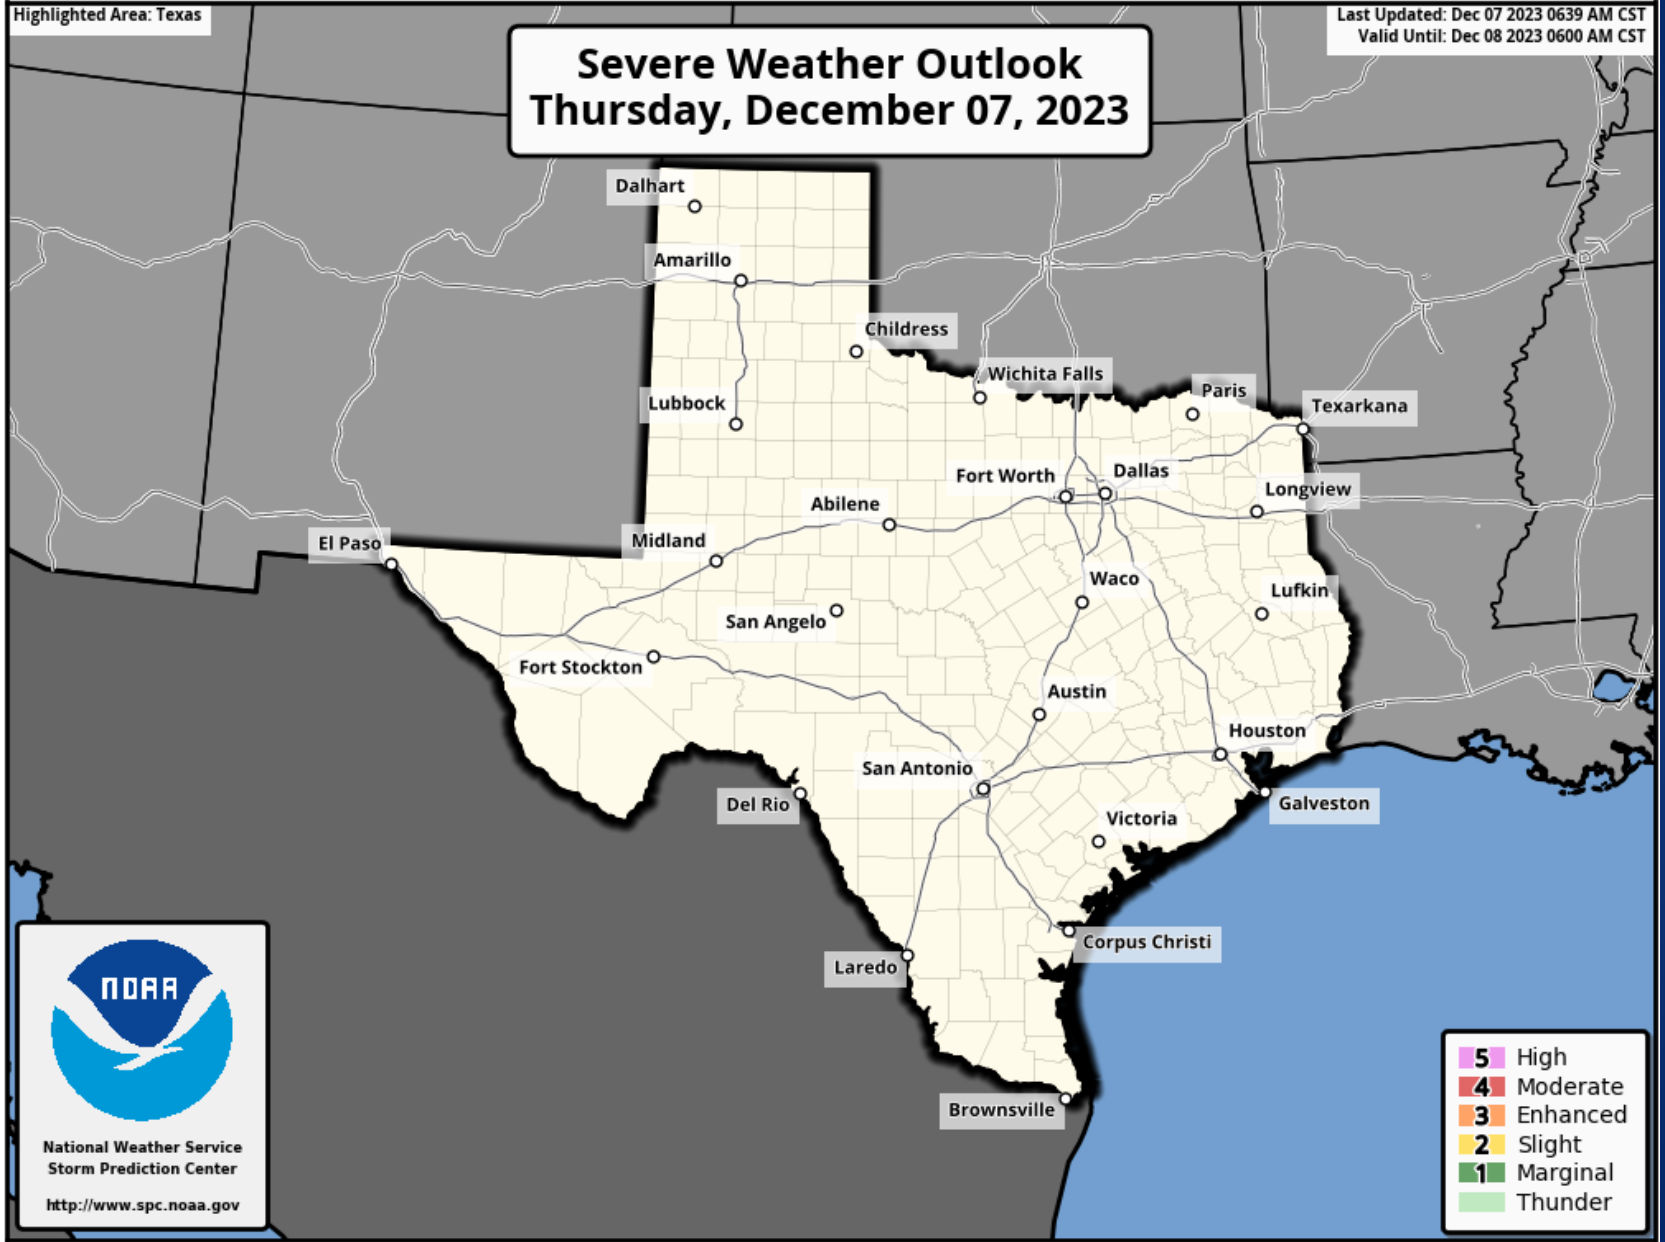 Highlighted Area: Texas
Last Updated: Dec 07 2023 0639 AM CST
Valid Until: Dec 08 2023 0600 AM CST
Severe Weather Outlook
Thursday, December 07, 2023
Dalhart
Amarillo
Childress
Wichita Falls
Paris
Lubbock
Texarkana
Fort Worth
Dallas
Longview
Abilene
El Paso
Midland
Waco
Lufkin
San Angelo
Fort Stockton
Austin
Houston
San Antonio
Del Rio
Galveston
Victoria
Corpus Christi
Laredo
Brownsville
NOAA
National Weather Service
Storm Prediction Center
http://www.spc.noaa.gov
5 High
4 Moderate
3 Enhanced
2 Slight
1 Marginal
Thunder